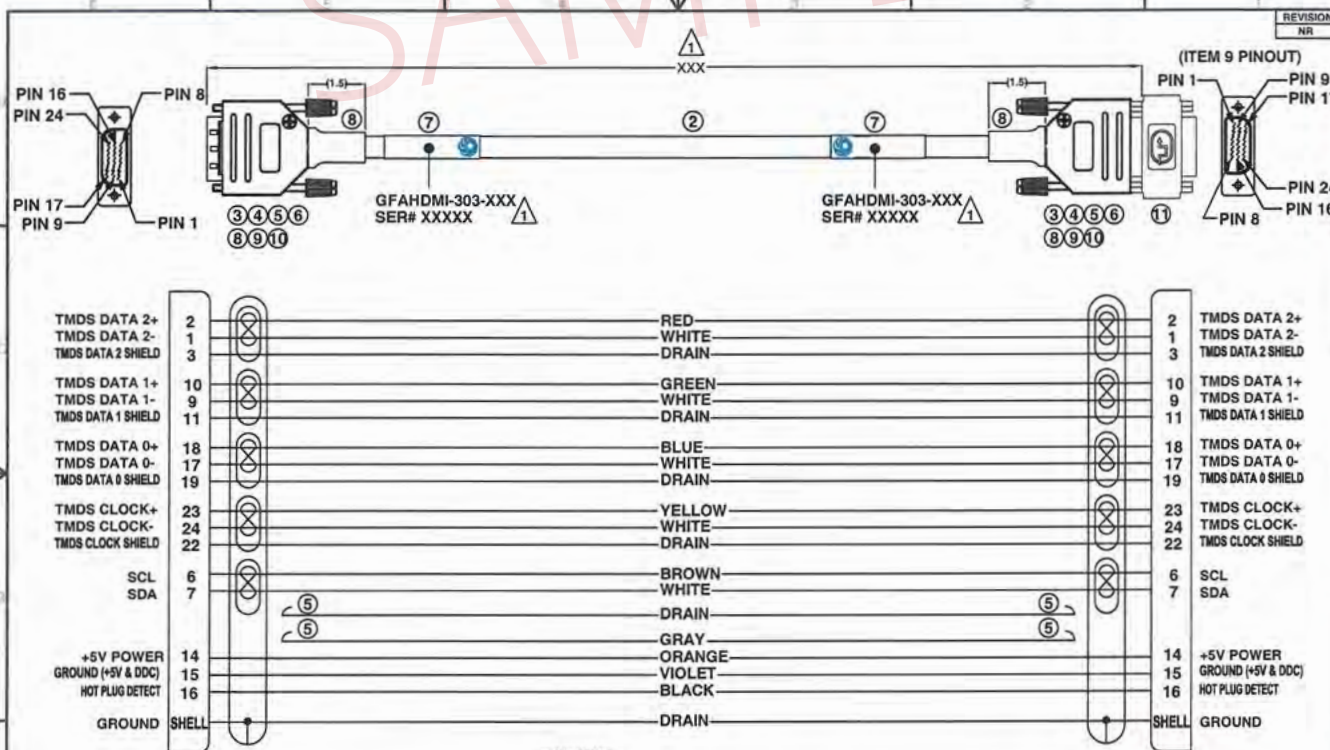 SAMPLE
REVISION
NR
1
XXX
(ITEM 9 PINOUT)
PIN 16
PIN 24
PIN 8
PIN 17
PIN 9
PIN 1
(1.5)
8
7
2
7
8
(1.5)
PIN 1
PIN 9
PIN 8
PIN 16
GFAHDMI-303-XXX
SER# XXXXX
1
GFAHDMI-303-XXX
SER# XXXXX
1
3 4 5 6
8 9 10
3 4 5 6
8 9 10
11
TMDS DATA 2+ 2 RED 2 TMDS DATA 2+
TMDS DATA 2- 1 WHITE 1 TMDS DATA 2-
TMDS DATA 2 SHIELD 3 DRAIN 3 TMDS DATA 2 SHIELD
TMDS DATA 1+ 10 GREEN 10 TMDS DATA 1+
TMDS DATA 1- 9 WHITE 9 TMDS DATA 1-
TMDS DATA 1 SHIELD 11 DRAIN 11 TMDS DATA 1 SHIELD
TMDS DATA 0+ 18 BLUE 18 TMDS DATA 0+
TMDS DATA 0- 17 WHITE 17 TMDS DATA 0-
TMDS DATA 0 SHIELD 19 DRAIN 19 TMDS DATA 0 SHIELD
TMDS CLOCK+ 23 YELLOW 23 TMDS CLOCK+
TMDS CLOCK- 24 WHITE 24 TMDS CLOCK-
TMDS CLOCK SHIELD 22 DRAIN 22 TMDS CLOCK SHIELD
SCL 6 BROWN 6 SCL
SDA 7 WHITE 7 SDA
5 DRAIN 5
5 GRAY 5
+5V POWER 14 ORANGE 14 +5V POWER
GROUND (+5V & DDC) 15 VIOLET 15 GROUND (+5V & DDC)
HOT PLUG DETECT 16 BLACK 16 HOT PLUG DETECT
GROUND SHELL DRAIN SHELL GROUND